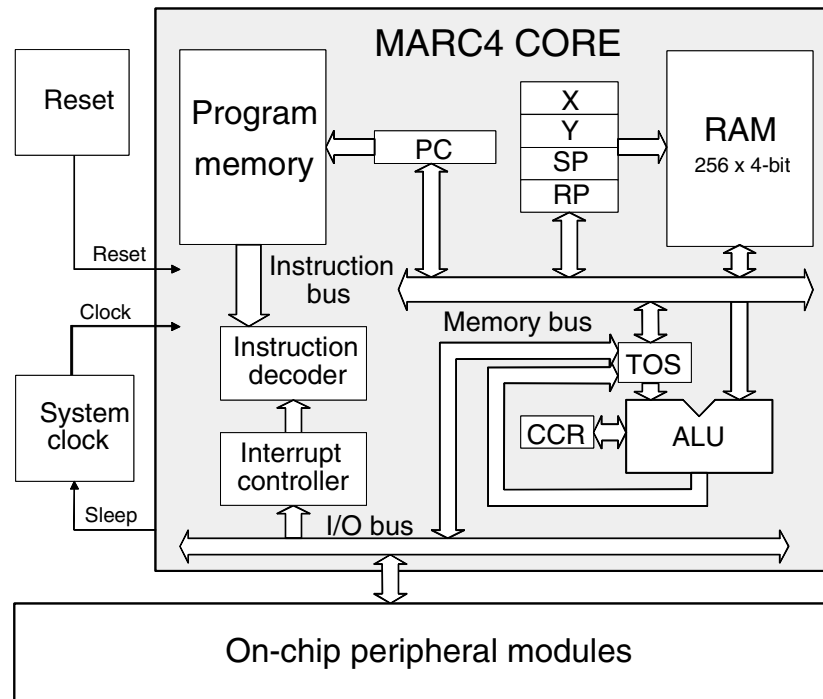 MARC4 CORE
Reset
Program
memory
PC
X
Y
SP
RP
RAM
256 x 4-bit
Reset
Instruction
bus
Clock
Memory bus
Instruction
decoder
TOS
System
clock
CCR
ALU
Interrupt
controller
Sleep
I/O bus
On-chip peripheral modules